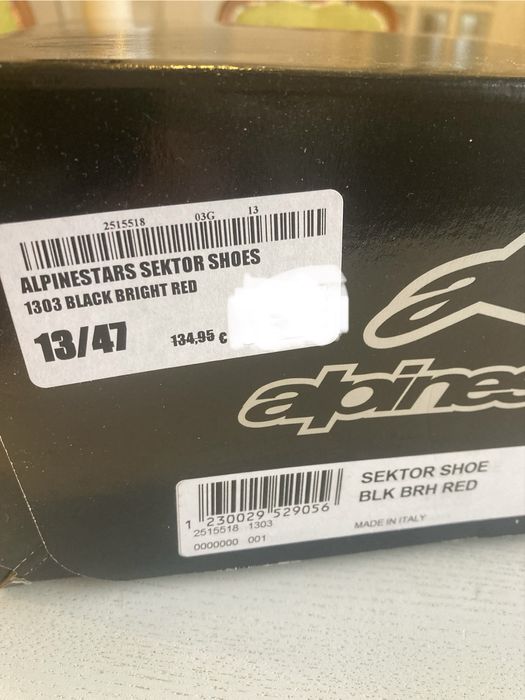 2515518 03G 13
ALPINESTARS SEKTOR SHOES
1303 BLACK BRIGHT RED
13/47 134,95 €
alpines
SEKTOR SHOE
BLK BRH RED
1 230029 529056
2515518 1303
MADE IN ITALY
0000000 001